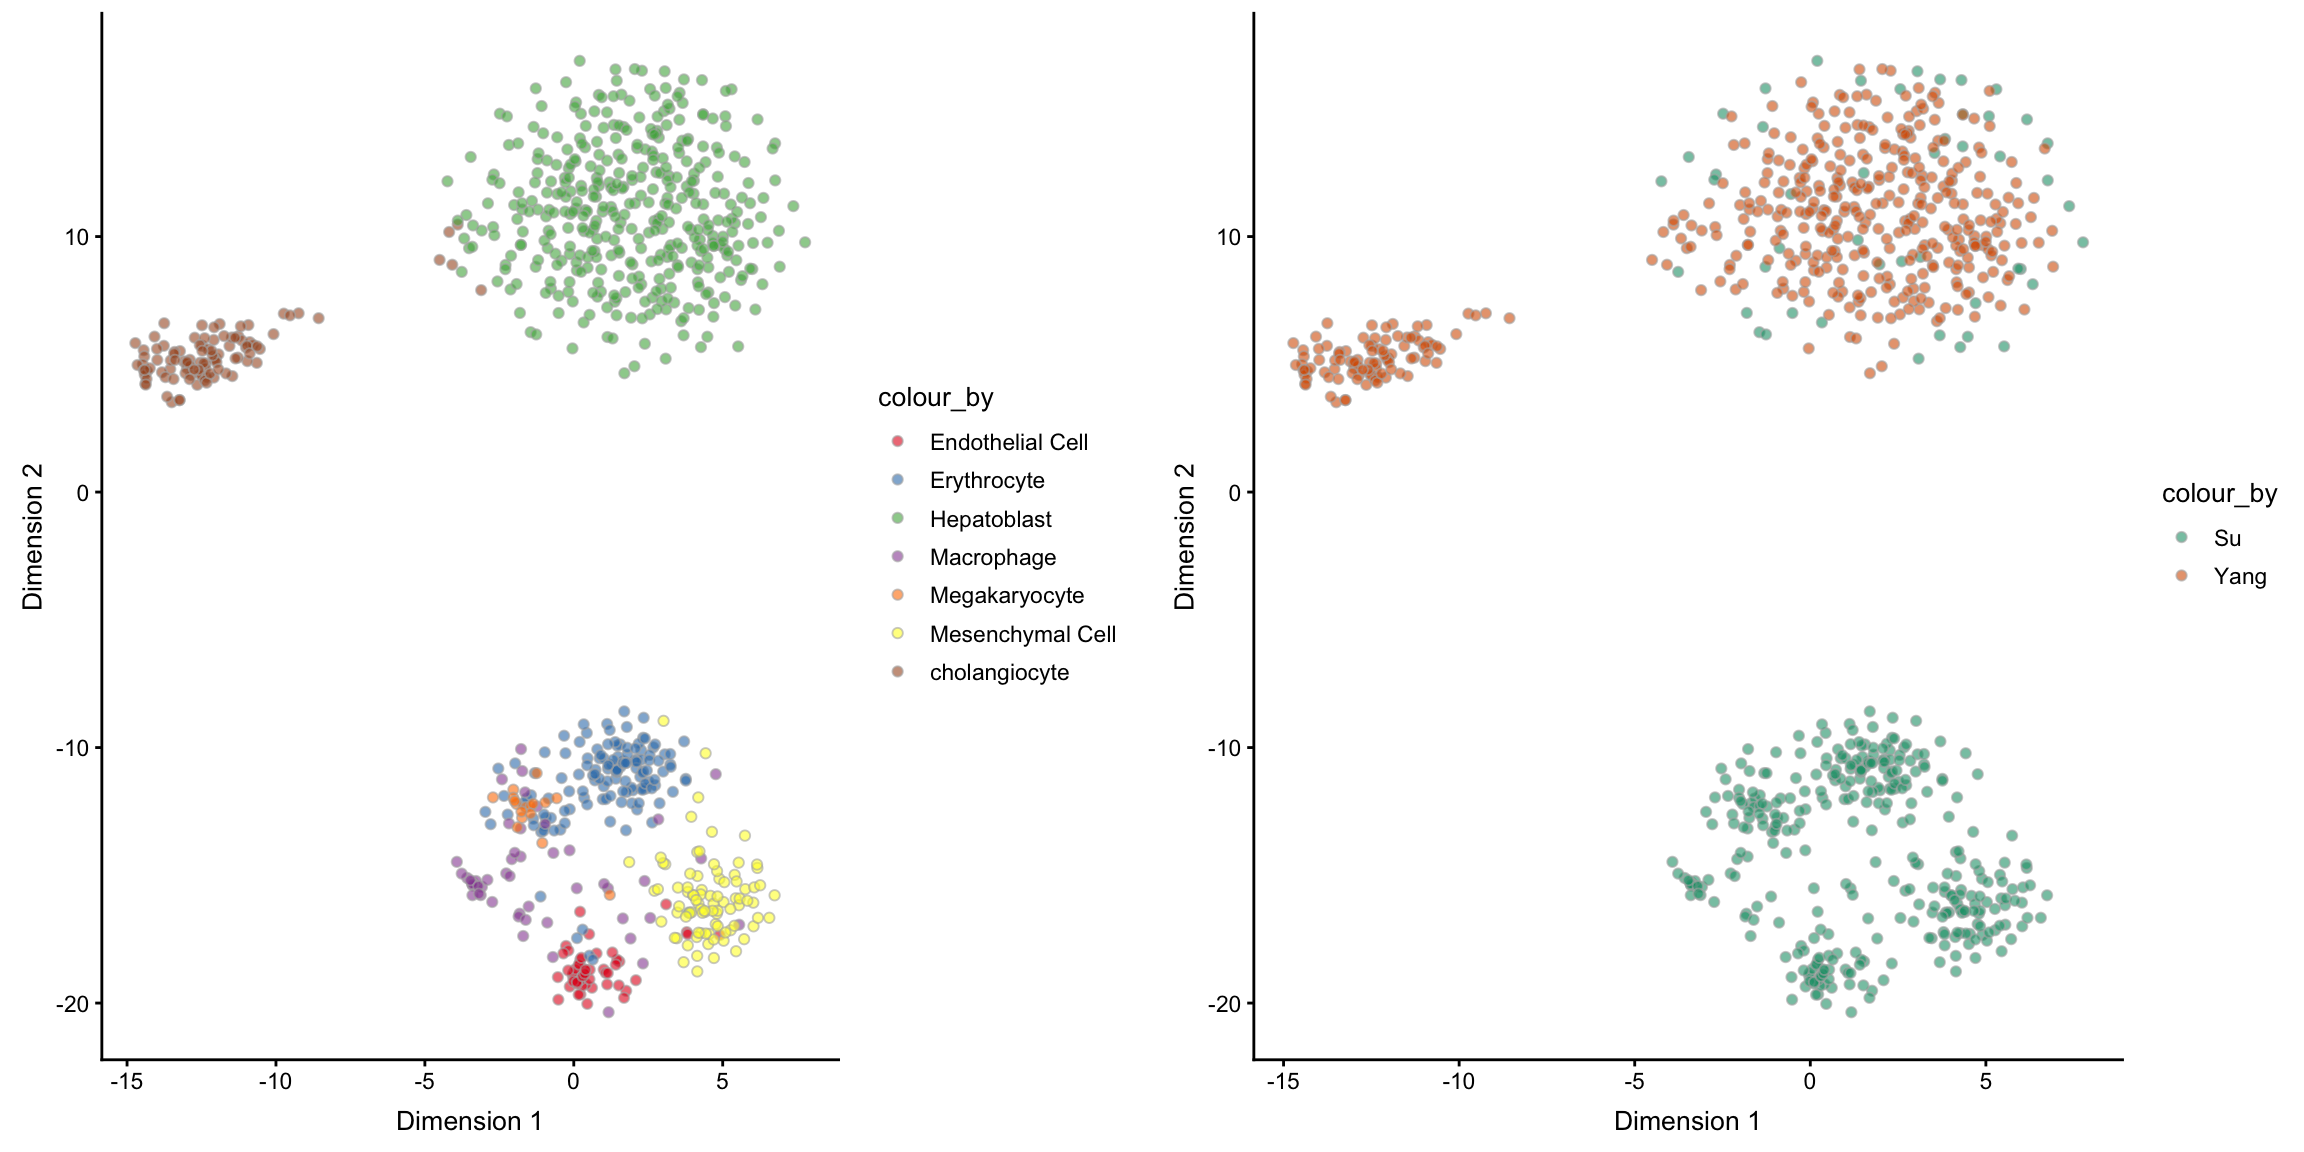 10
0
-10
-20
Dimension 2
-15
-10
-5
0
5
Dimension 1
colour_by
Endothelial Cell
Erythrocyte
Hepatoblast
Macrophage
Megakaryocyte
Mesenchymal Cell
cholangiocyte
10
0
-10
-20
Dimension 2
-15
-10
-5
0
5
Dimension 1
colour_by
Su
Yang